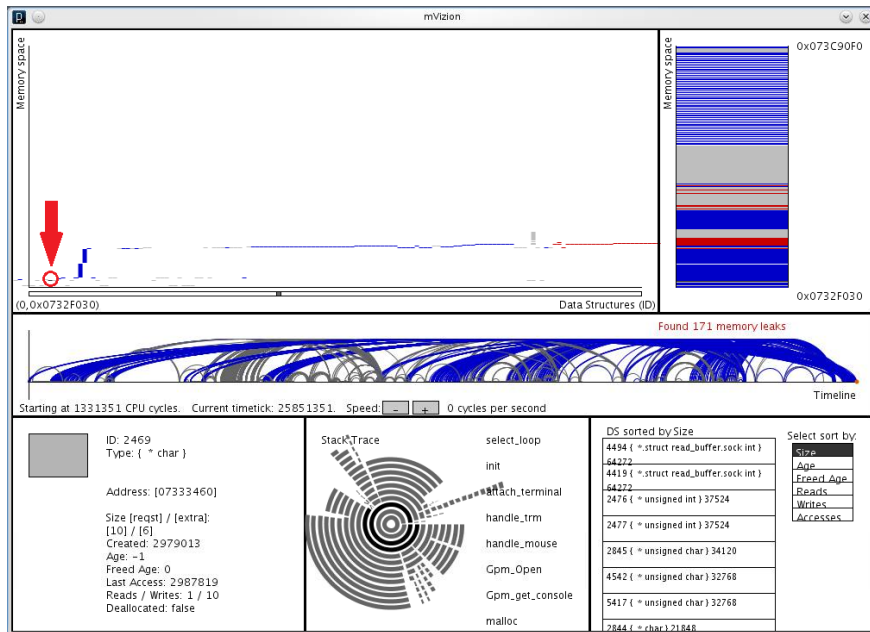 mVizion
Memory space
(0,0x0732F030)
Data Structures (ID)
Memory space
0x073C90F0
0x0732F030
Found 171 memory leaks
Timeline
Starting at 1331351 CPU cycles. Current timetick: 25851351. Speed: - + 0 cycles per second
ID: 2469
Type: { * char }
Address: [07333460]
Size [reqst] / [extra]:
[10] / [6]
Created: 2979013
Age: -1
Freed Age: 0
Last Access: 2987819
Reads / Writes: 1 / 10
Deallocated: false
Stack Trace
select_loop
init
attach_terminal
handle_trm
handle_mouse
Gpm_Open
Gpm_get_console
malloc
DS sorted by Size
4494 { *.struct read_buffer.sock int }
64272
4419 { *.struct read_buffer.sock int }
64272
2476 { * unsigned int } 37524
2477 { * unsigned int } 37524
2845 { * unsigned char } 34120
4542 { * unsigned char } 32768
5417 { * unsigned char } 32768
2844 { * char } 21848
Select sort by:
Size
Age
Freed Age
Reads
Writes
Accesses